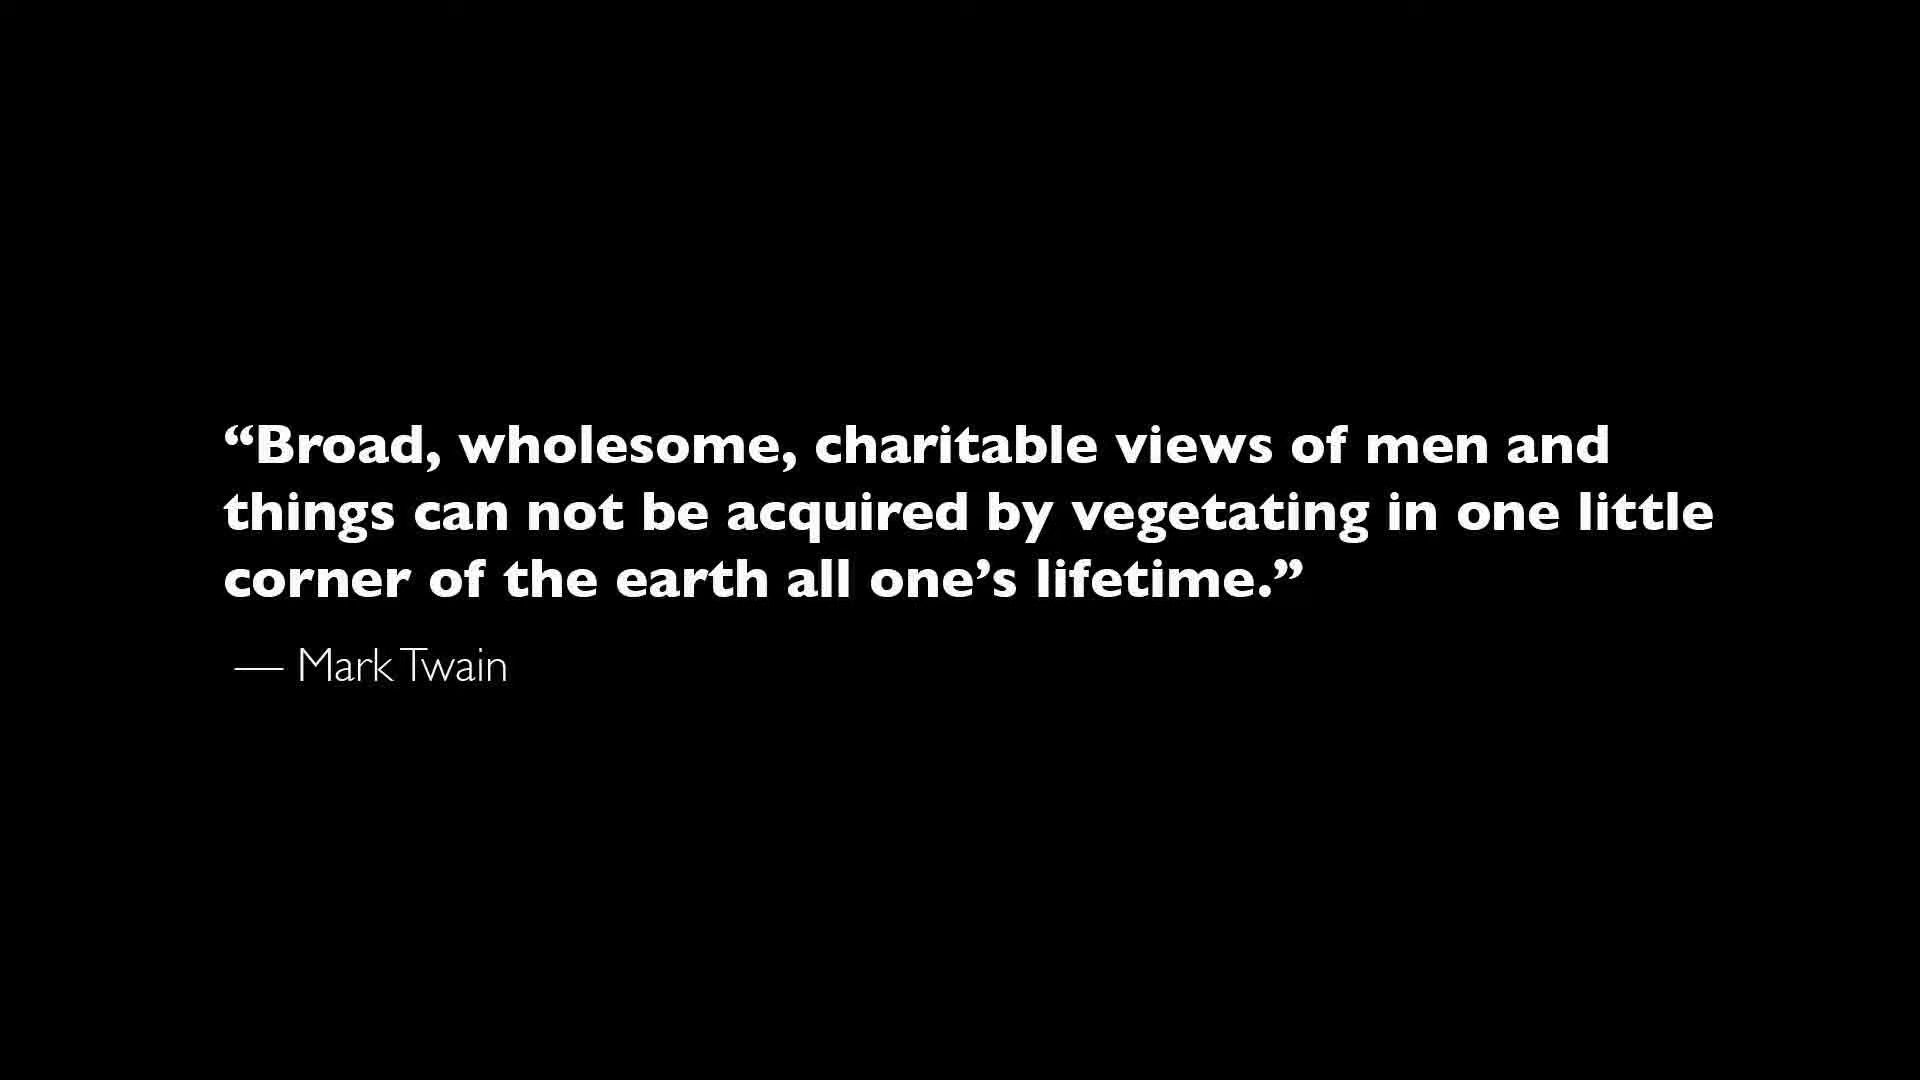 “Broad, wholesome, charitable views of men and
things can not be acquired by vegetating in one little
corner of the earth all one’s lifetime.”
— Mark Twain